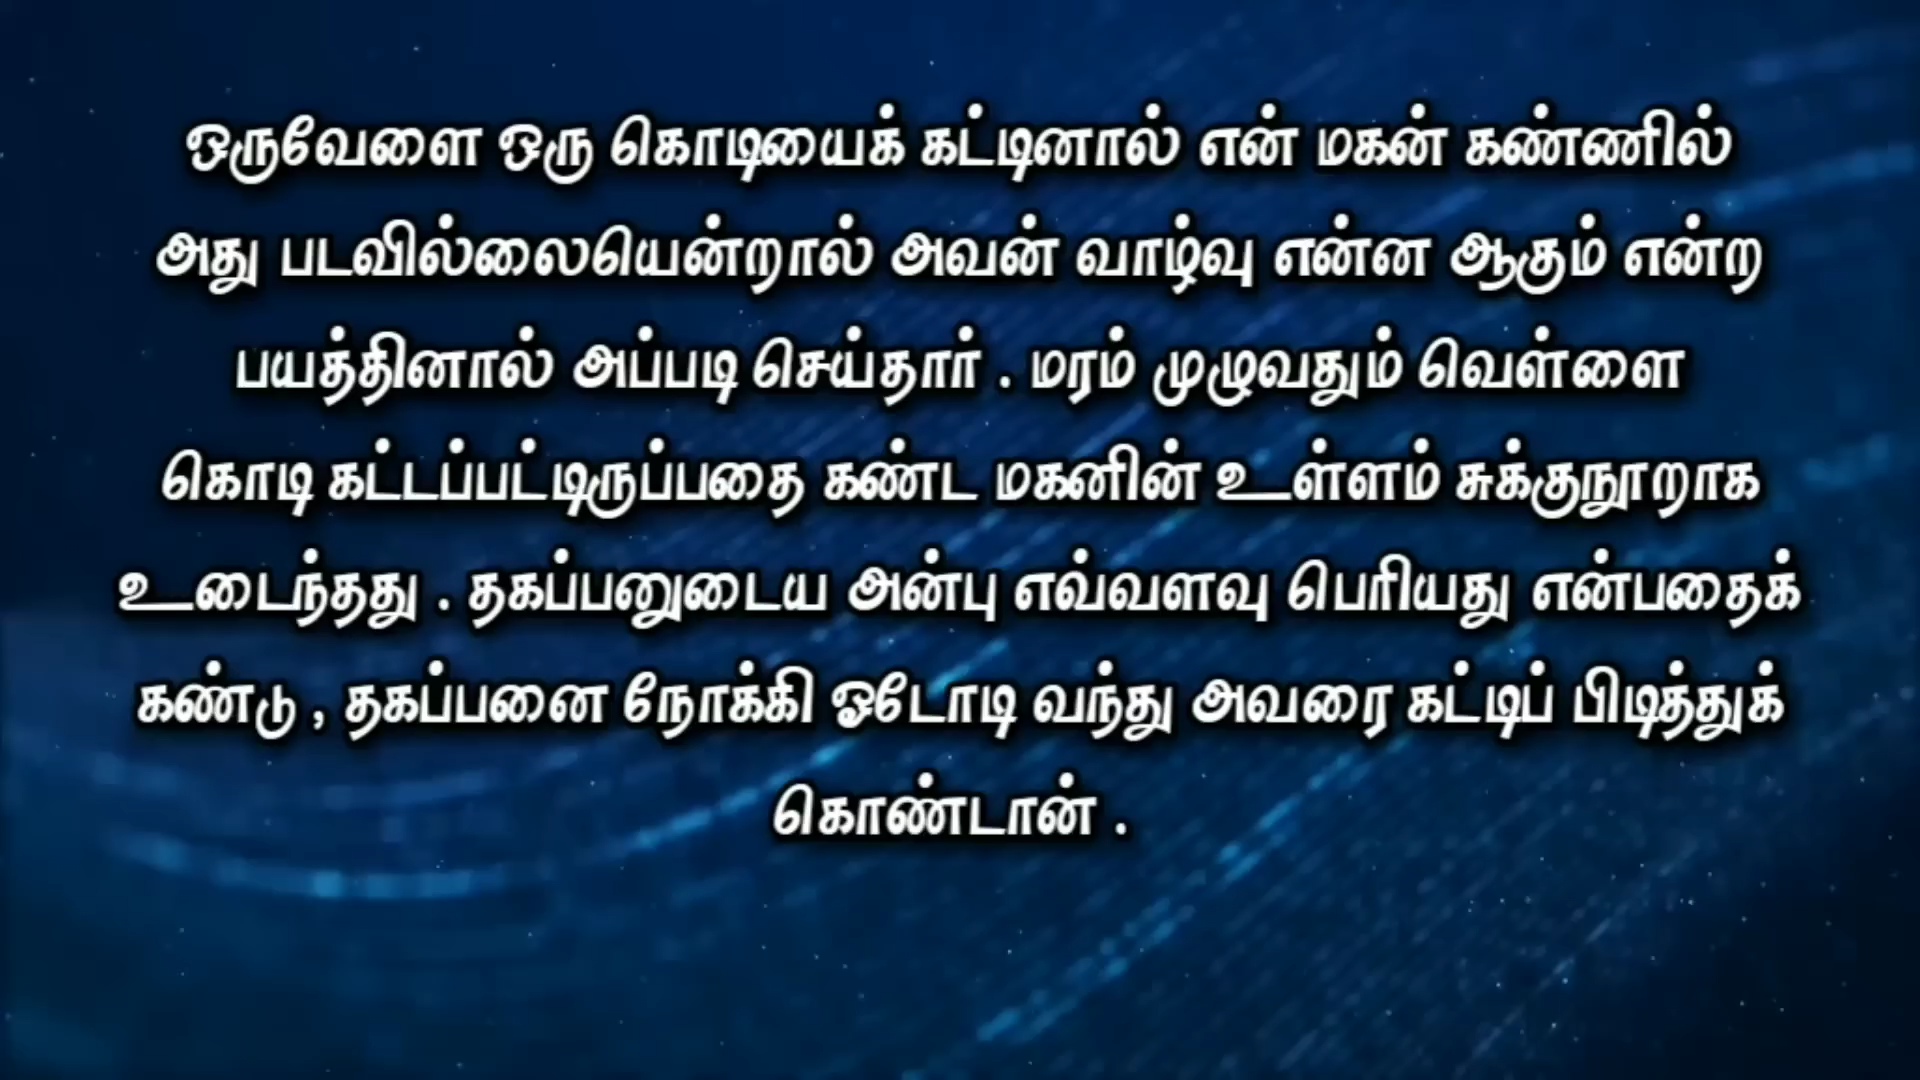 ஒருவேளை ஒரு கொடியைக் கட்டினால் என் மகன் கண்ணில்
அது படவில்லையென்றால் அவன் வாழ்வு என்ன ஆகும் என்ற
பயத்தினால் அப்படி செய்தார் . மரம் முழுவதும் வெள்ளை
கொடி கட்டப்பட்டிருப்பதை கண்ட மகனின் உள்ளம் சுக்குநூறாக
உடைந்தது . தகப்பனுடைய அன்பு எவ்வளவு பெரியது என்பதைக்
கண்டு , தகப்பனை நோக்கி ஓடோடி வந்து அவரை கட்டிப் பிடித்துக்
கொண்டான் .